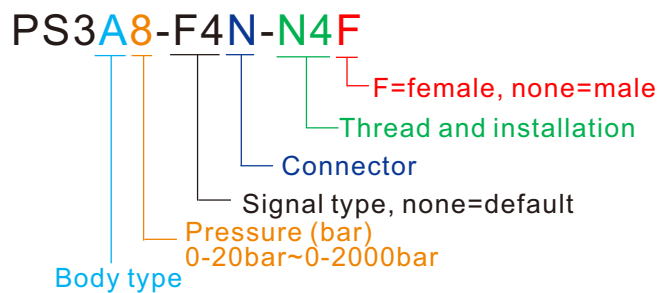 PS3A8-F4N-N4F
F=female, none=male
Thread and installation
Connector
Signal type, none=default
Pressure (bar)
0-20bar~0-2000bar
Body type